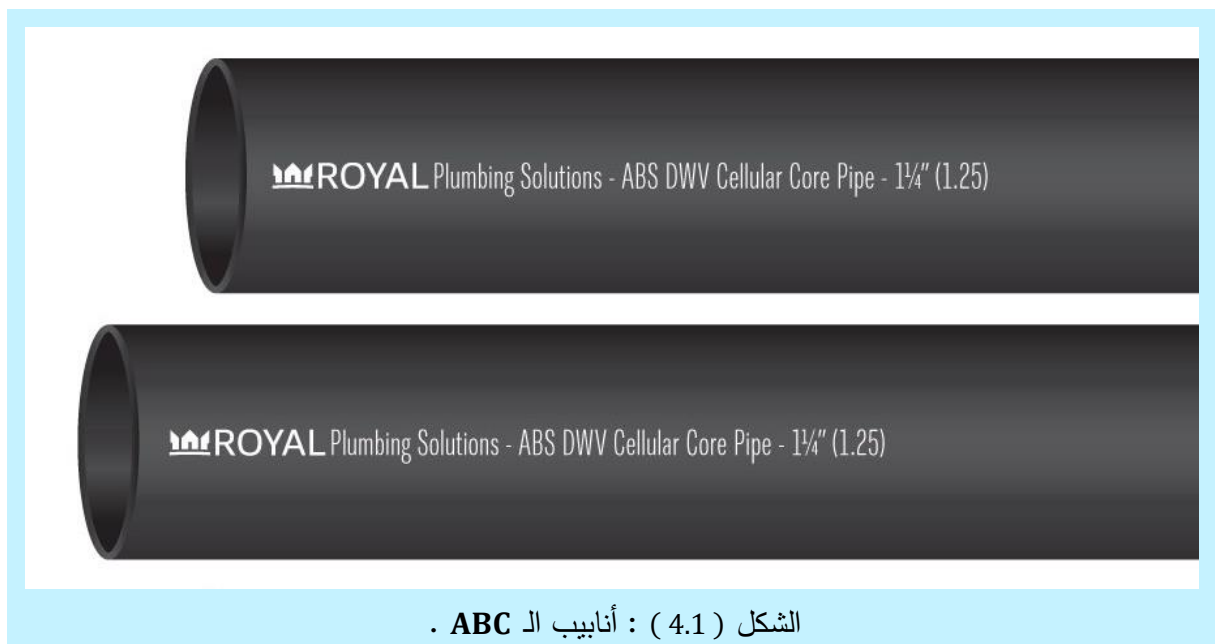 ROYAL Plumbing Solutions - ABS DWV Cellular Core Pipe - 1¼" (1.25)
ROYAL Plumbing Solutions - ABS DWV Cellular Core Pipe - 1¼" (1.25)
الشكل ( 4.1 ) : أنابيب الـ ABC .